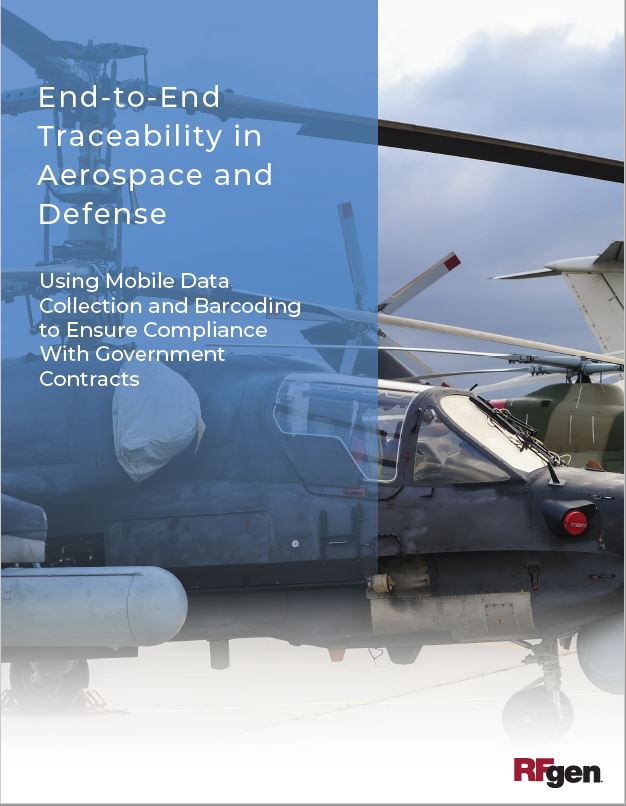 End-to-End
Traceability in
Aerospace and
Defense
Using Mobile Data
Collection and Barcoding
to Ensure Compliance
With Government
Contracts
RFgen